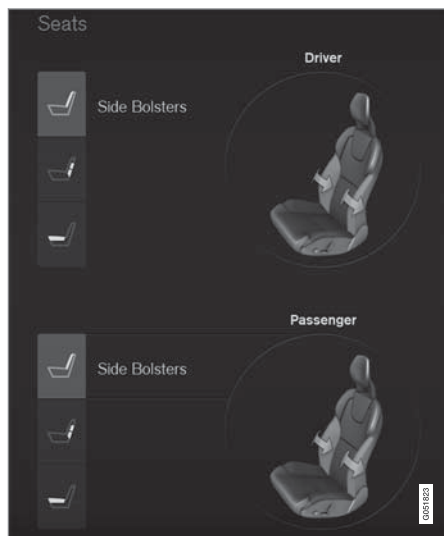 Seats
Driver
Side Bolsters
Passenger
Side Bolsters
G051823